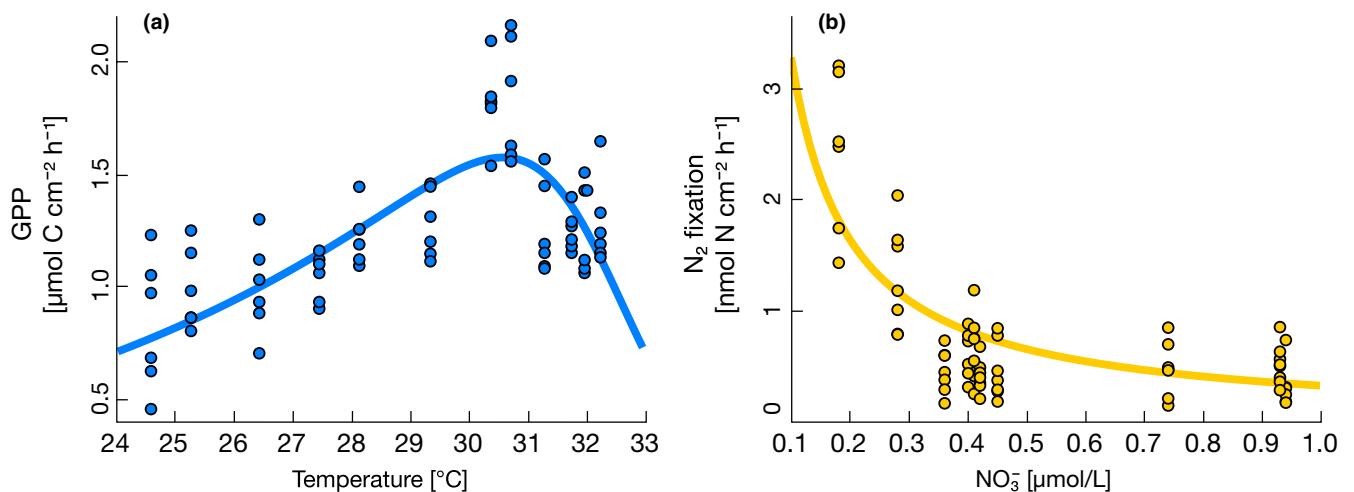 (a)
GPP
[µmol C cm⁻² h⁻¹]
2.0
1.5
1.0
0.5
24 25 26 27 28 29 30 31 32 33
Temperature [°C]
(b)
N₂ fixation
[nmol N cm⁻² h⁻¹]
3
2
1
0
0.1 0.2 0.3 0.4 0.5 0.6 0.7 0.8 0.9 1.0
NO₃⁻ [µmol/L]